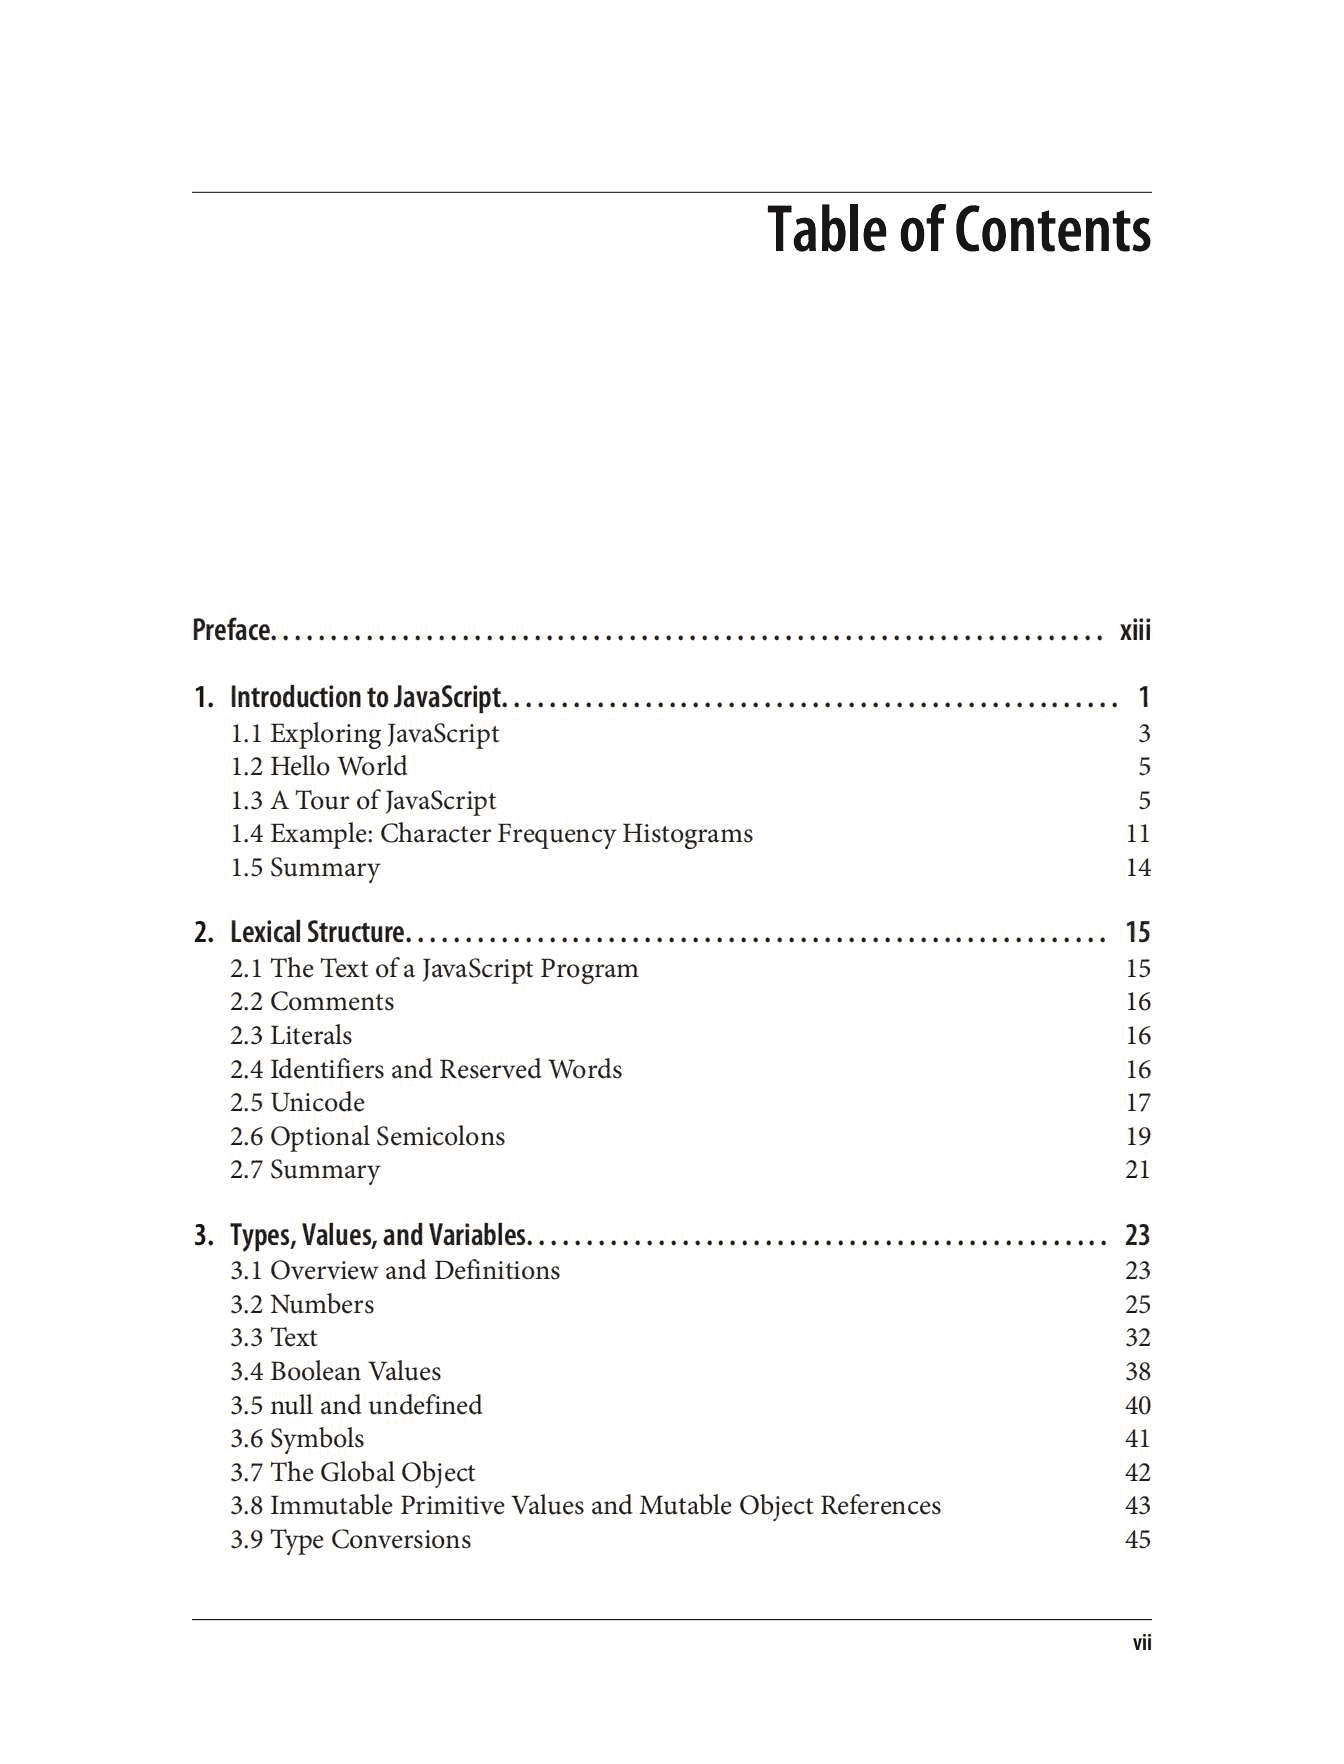 Table of Contents
Preface. . . . . . . . . . . . . . . . . . . . . . . . . . . . . . . . . . . . . . . . . . . . . . . . . . . . . . . . . . . . . . . . . . . . . . xiii
1. Introduction to JavaScript. . . . . . . . . . . . . . . . . . . . . . . . . . . . . . . . . . . . . . . . . . . . . . . . . . . . 1
1.1 Exploring JavaScript 3
1.2 Hello World 5
1.3 A Tour of JavaScript 5
1.4 Example: Character Frequency Histograms 11
1.5 Summary 14
2. Lexical Structure. . . . . . . . . . . . . . . . . . . . . . . . . . . . . . . . . . . . . . . . . . . . . . . . . . . . . . . . . . . 15
2.1 The Text of a JavaScript Program 15
2.2 Comments 16
2.3 Literals 16
2.4 Identifiers and Reserved Words 16
2.5 Unicode 17
2.6 Optional Semicolons 19
2.7 Summary 21
3. Types, Values, and Variables. . . . . . . . . . . . . . . . . . . . . . . . . . . . . . . . . . . . . . . . . . . . . . . . . 23
3.1 Overview and Definitions 23
3.2 Numbers 25
3.3 Text 32
3.4 Boolean Values 38
3.5 null and undefined 40
3.6 Symbols 41
3.7 The Global Object 42
3.8 Immutable Primitive Values and Mutable Object References 43
3.9 Type Conversions 45
vii